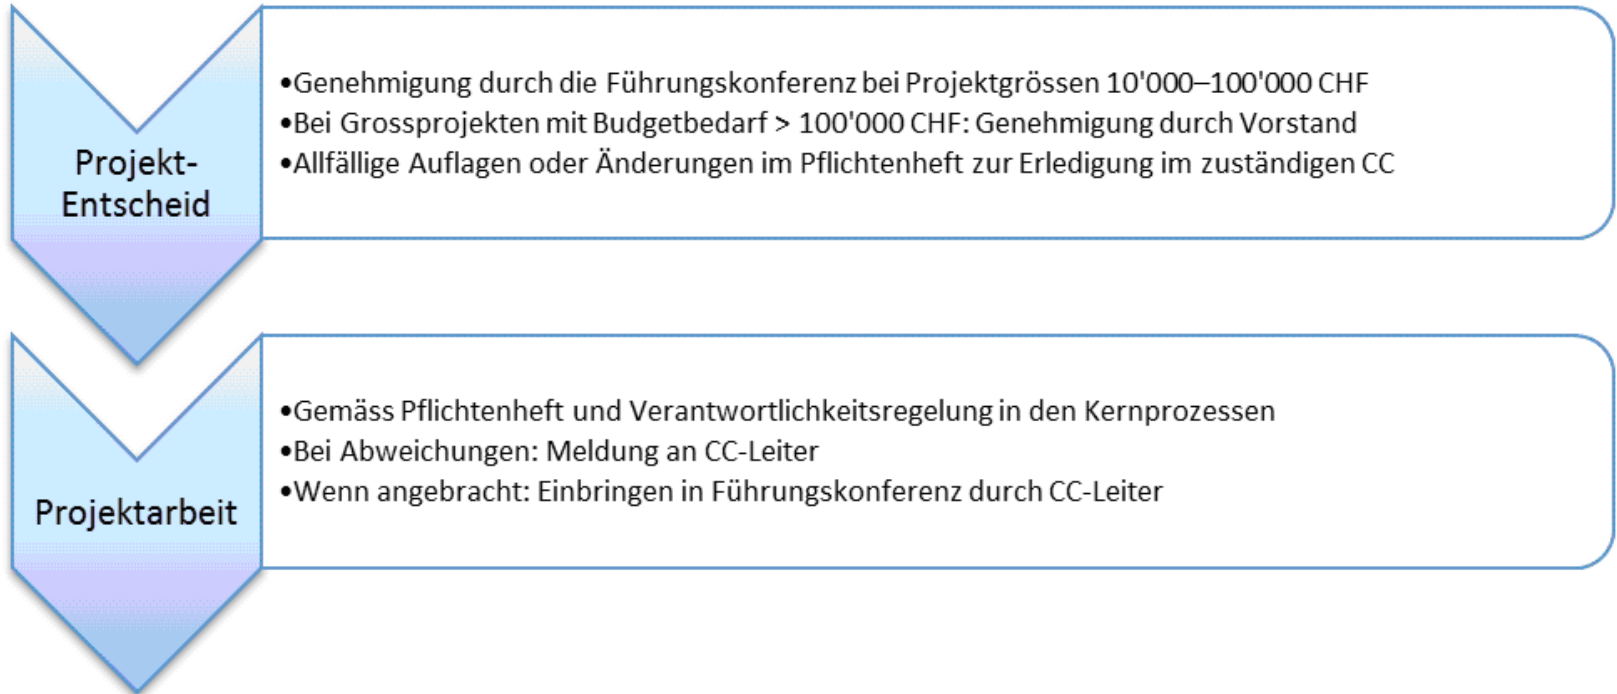 Projekt-
Entscheid
•Genehmigung durch die Führungskonferenz bei Projektgrössen 10'000–100'000 CHF
•Bei Grossprojekten mit Budgetbedarf > 100'000 CHF: Genehmigung durch Vorstand
•Allfällige Auflagen oder Änderungen im Pflichtenheft zur Erledigung im zuständigen CC
Projektarbeit
•Gemäss Pflichtenheft und Verantwortlichkeitsregelung in den Kernprozessen
•Bei Abweichungen: Meldung an CC-Leiter
•Wenn angebracht: Einbringen in Führungskonferenz durch CC-Leiter